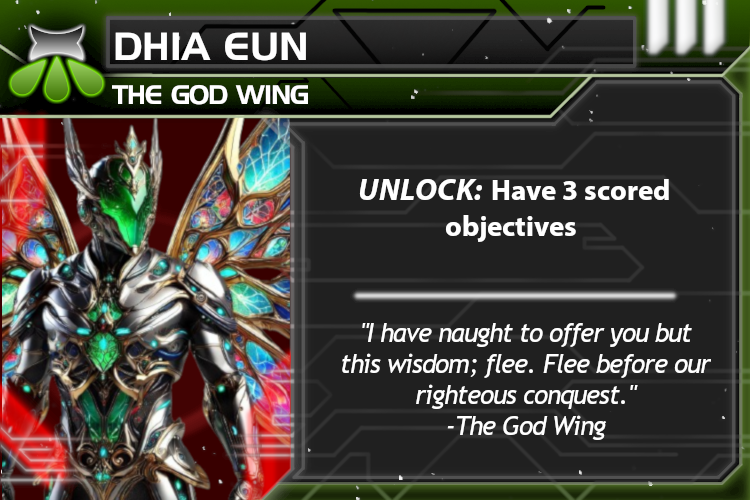 DHIA EUN
THE GOD WING
UNLOCK: Have 3 scored
objectives
"I have naught to offer you but
this wisdom; flee. Flee before our
righteous conquest."
-The God Wing